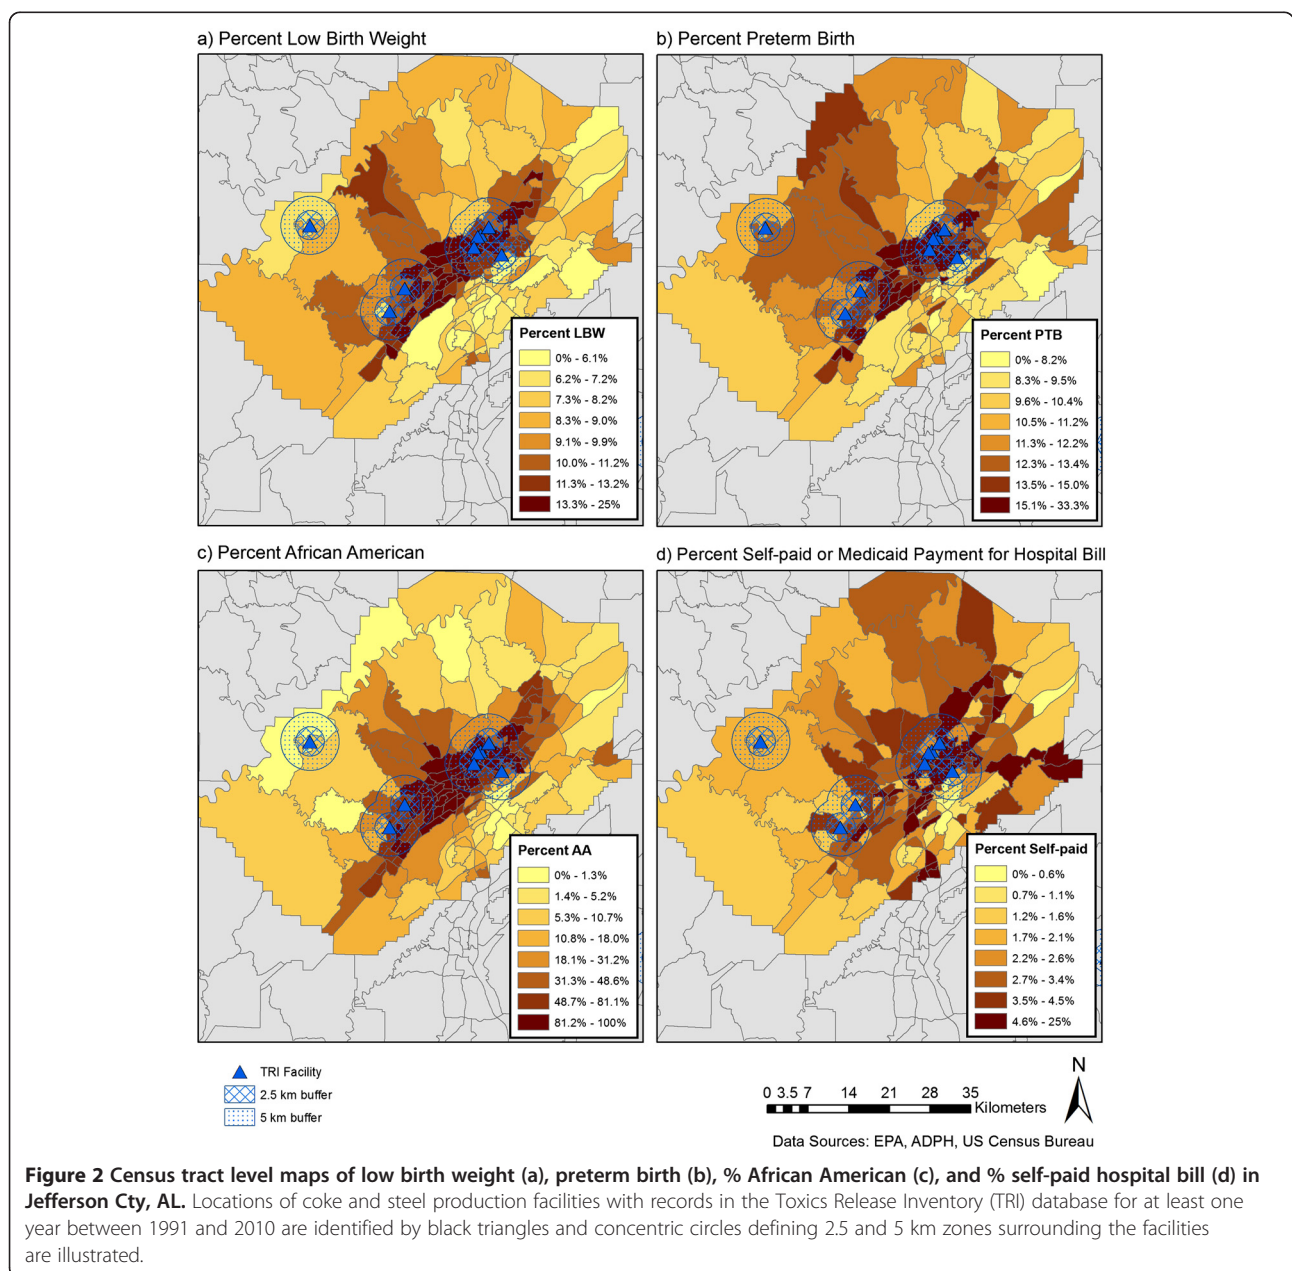 a) Percent Low Birth Weight
b) Percent Preterm Birth
Percent LBW
0% - 6.1%
6.2% - 7.2%
7.3% - 8.2%
8.3% - 9.0%
9.1% - 9.9%
10.0% - 11.2%
11.3% - 13.2%
13.3% - 25%
Percent PTB
0% - 8.2%
8.3% - 9.5%
9.6% - 10.4%
10.5% - 11.2%
11.3% - 12.2%
12.3% - 13.4%
13.5% - 15.0%
15.1% - 33.3%
c) Percent African American
d) Percent Self-paid or Medicaid Payment for Hospital Bill
Percent AA
0% - 1.3%
1.4% - 5.2%
5.3% - 10.7%
10.8% - 18.0%
18.1% - 31.2%
31.3% - 48.6%
48.7% - 81.1%
81.2% - 100%
Percent Self-paid
0% - 0.6%
0.7% - 1.1%
1.2% - 1.6%
1.7% - 2.1%
2.2% - 2.6%
2.7% - 3.4%
3.5% - 4.5%
4.6% - 25%
TRI Facility
2.5 km buffer
5 km buffer
N
0 3.5 7 14 21 28 35
Kilometers
Data Sources: EPA, ADPH, US Census Bureau
Figure 2 Census tract level maps of low birth weight (a), preterm birth (b), % African American (c), and % self-paid hospital bill (d) in
Jefferson Cty, AL. Locations of coke and steel production facilities with records in the Toxics Release Inventory (TRI) database for at least one
year between 1991 and 2010 are identified by black triangles and concentric circles defining 2.5 and 5 km zones surrounding the facilities
are illustrated.